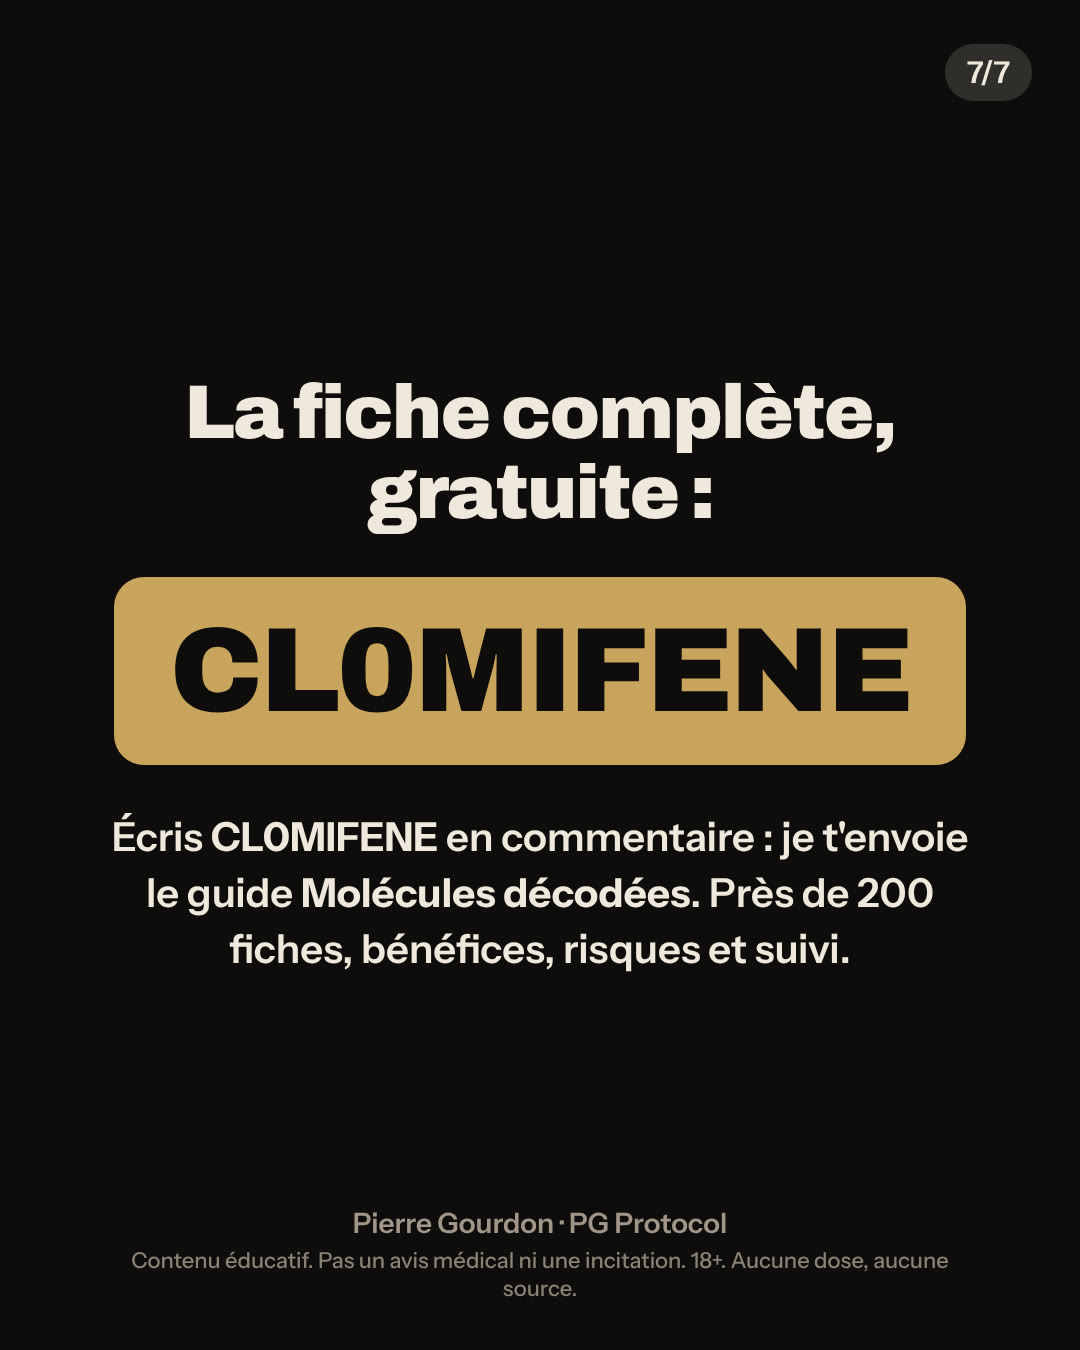 7/7
La fiche complète,
gratuite :
CL0MIFENE
Écris CL0MIFENE en commentaire : je t'envoie
le guide Molécules décodées. Près de 200
fiches, bénéfices, risques et suivi.
Pierre Gourdon · PG Protocol
Contenu éducatif. Pas un avis médical ni une incitation. 18+. Aucune dose, aucune
source.